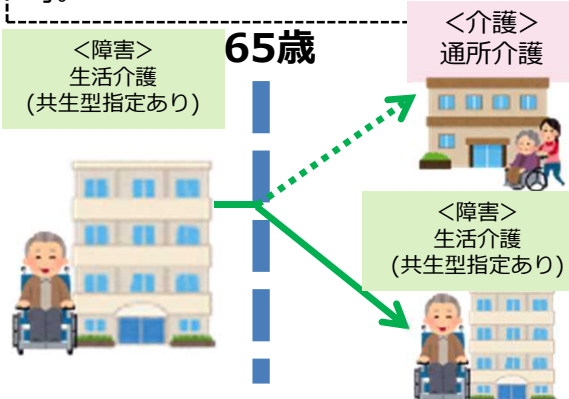 す。
＜障害＞
生活介護
(共生型指定あり)
65歳
＜介護＞
通所介護
＜障害＞
生活介護
(共生型指定あり)